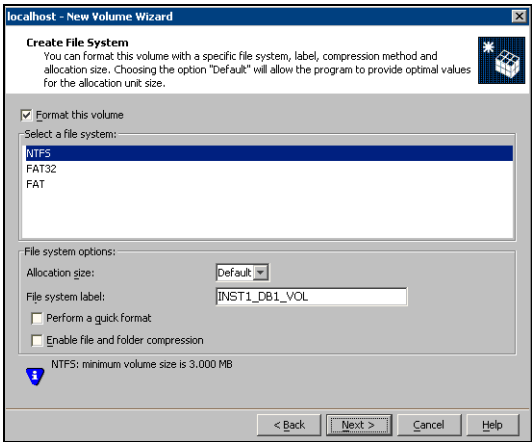 localhost - New Volume Wizard
Create File System
You can format this volume with a specific file system, label, compression method and
allocation size. Choosing the option "Default" will allow the program to provide optimal values
for the allocation unit size.
Format this volume
Select a file system:
NTFS
FAT32
FAT
File system options:
Allocation size: Default
File system label: INST1_DB1_VOL
Perform a quick format
Enable file and folder compression
NTFS: minimum volume size is 3.000 MB
< Back Next > Cancel Help